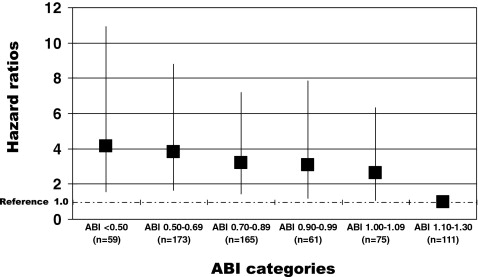 12
10
8
6
4
2
Reference 1.0
0
Hazard ratios
ABI <0.50 ABI 0.50-0.69 ABI 0.70-0.89 ABI 0.90-0.99 ABI 1.00-1.09 ABI 1.10-1.30
(n=59) (n=173) (n=165) (n=61) (n=75) (n=111)
ABI categories